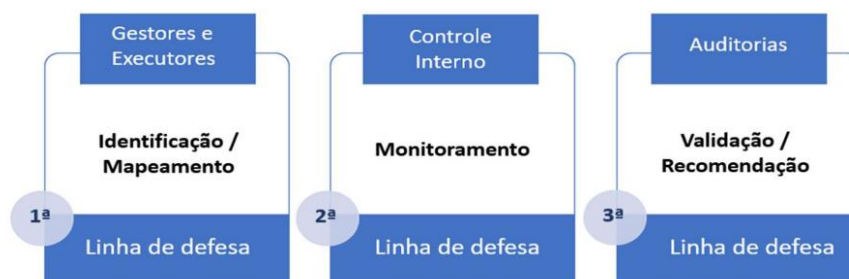 Gestores e
Executores
Identificação /
Mapeamento
1ª
Linha de defesa
Controle
Interno
Monitoramento
2ª
Linha de defesa
Auditorias
Validação /
Recomendação
3ª
Linha de defesa